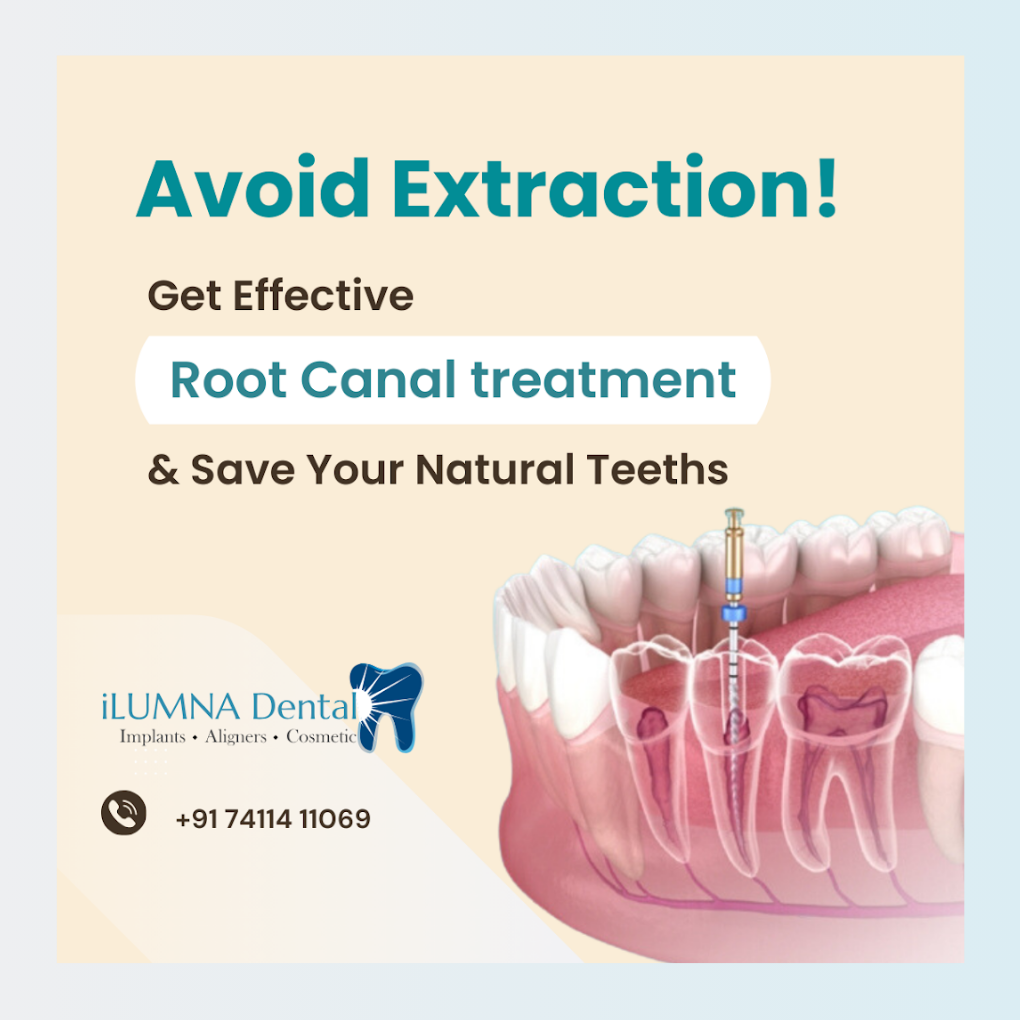 Avoid Extraction!
Get Effective
Root Canal treatment
& Save Your Natural Teeths
iLUMNA Dental
Implants • Aligners • Cosmetic
+91 74114 11069